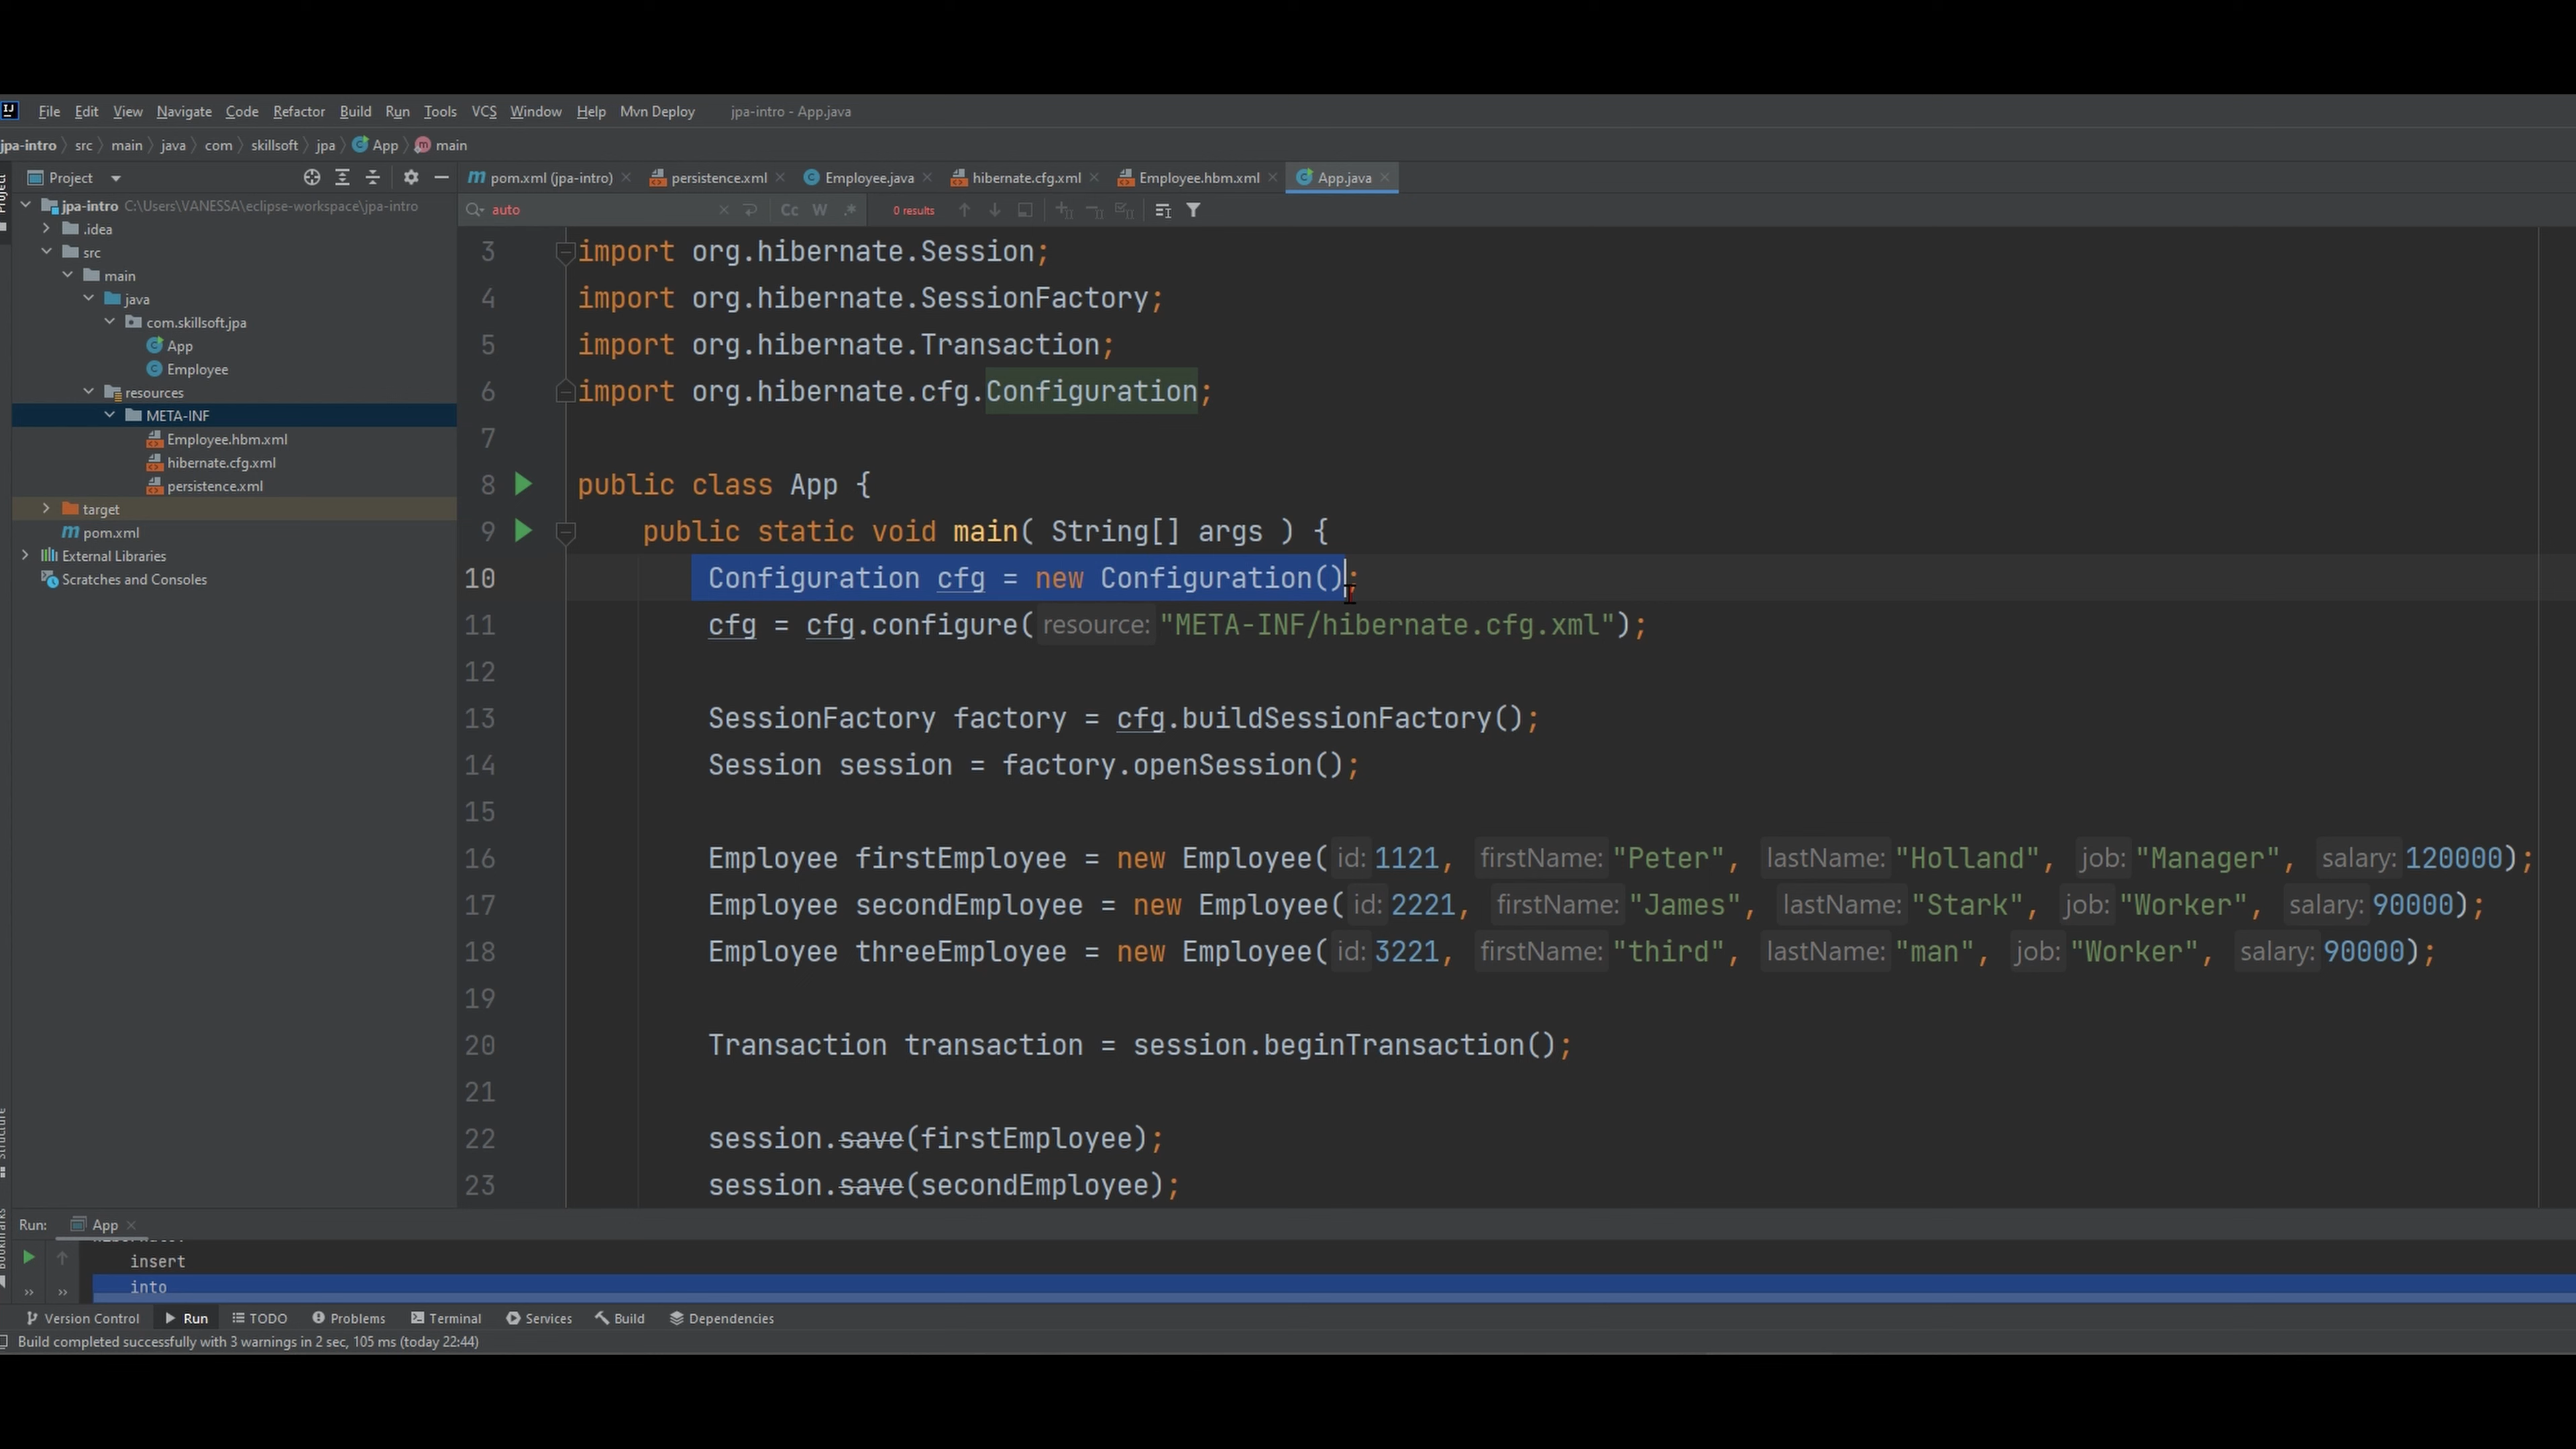 File Edit View Navigate Code Refactor Build Run Tools VCS Window Help Mvn Deploy jpa-intro - App.java
jpa-intro src main java com skillsoft jpa App main
Project
pom.xml (jpa-intro) persistence.xml Employee.java hibernate.cfg.xml Employee.hbm.xml App.java
jpa-intro C:\Users\VANESSA\eclipse-workspace\jpa-intro
.idea
src
main
java
com.skillsoft.jpa
App
Employee
resources
META-INF
Employee.hbm.xml
hibernate.cfg.xml
persistence.xml
target
pom.xml
External Libraries
Scratches and Consoles
auto Cc W .* 0 results
3 import org.hibernate.Session;
4 import org.hibernate.SessionFactory;
5 import org.hibernate.Transaction;
6 import org.hibernate.cfg.Configuration;
7
8 public class App {
9 public static void main( String[] args ) {
10 Configuration cfg = new Configuration();
11 cfg = cfg.configure( resource: "META-INF/hibernate.cfg.xml");
12
13 SessionFactory factory = cfg.buildSessionFactory();
14 Session session = factory.openSession();
15
16 Employee firstEmployee = new Employee( id: 1121, firstName: "Peter", lastName: "Holland", job: "Manager", salary: 120000);
17 Employee secondEmployee = new Employee( id: 2221, firstName: "James", lastName: "Stark", job: "Worker", salary: 90000);
18 Employee threeEmployee = new Employee( id: 3221, firstName: "third", lastName: "man", job: "Worker", salary: 90000);
19
20 Transaction transaction = session.beginTransaction();
21
22 session.save(firstEmployee);
23 session.save(secondEmployee);
Run: App
insert
into
Version Control Run TODO Problems Terminal Services Build Dependencies
Build completed successfully with 3 warnings in 2 sec, 105 ms (today 22:44)